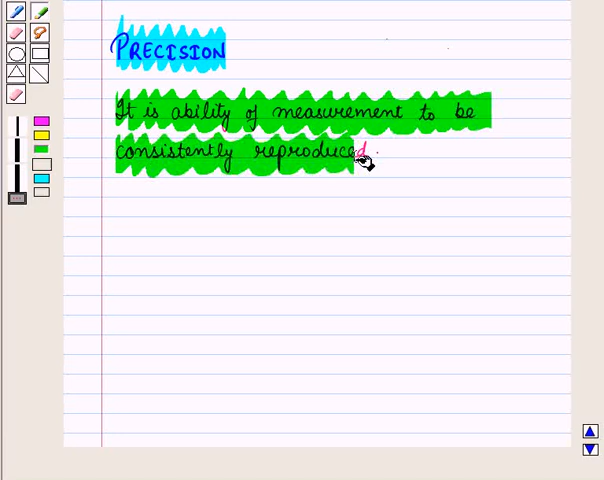 PRECISION
It is ability of measurement to be
consistently reproduced.